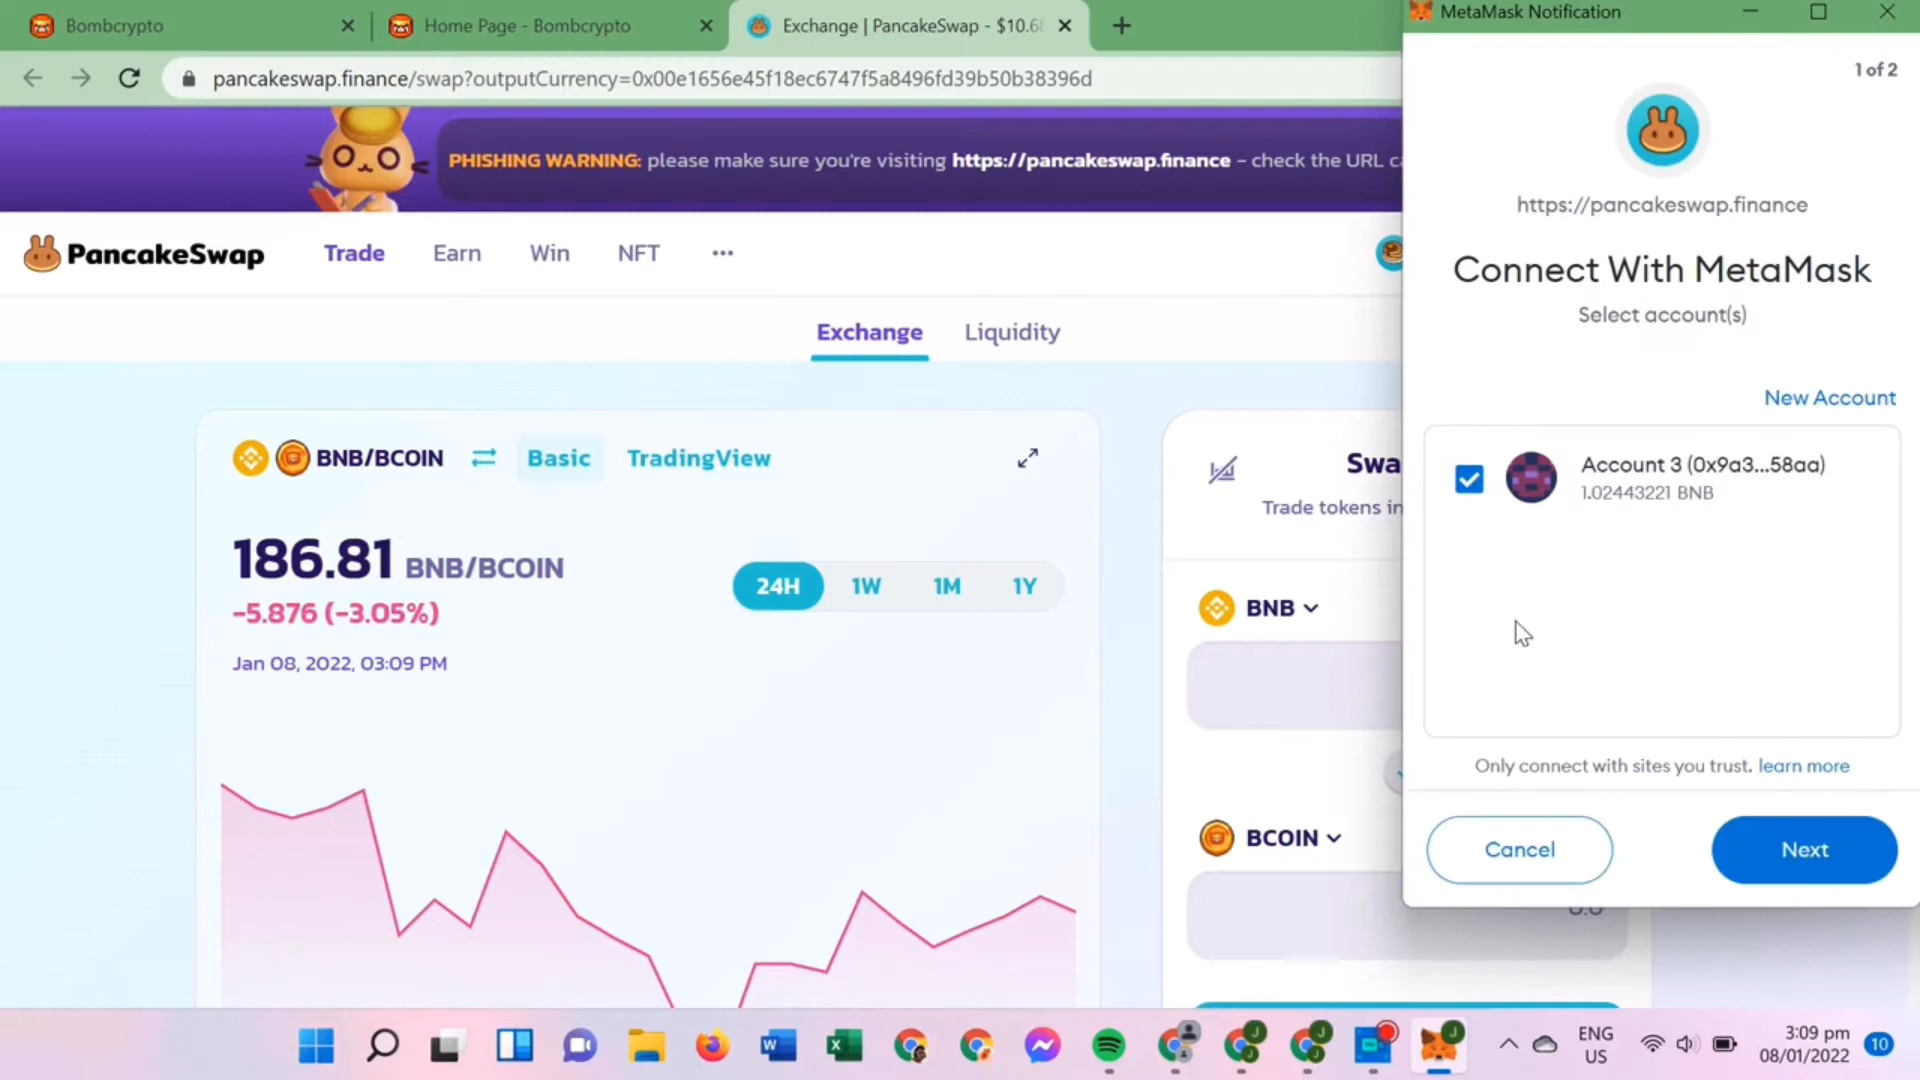 Bombcrypto
Home Page - Bombcrypto
Exchange | PancakeSwap - $10.6
MetaMask Notification
pancakeswap.finance/swap?outputCurrency=0x00e1656e45f18ec6747f5a8496fd39b50b38396d
1 of 2
PHISHING WARNING: please make sure you're visiting https://pancakeswap.finance - check the URL
https://pancakeswap.finance
PancakeSwap
Trade
Earn
Win
NFT
Connect With MetaMask
Select account(s)
Exchange
Liquidity
New Account
BNB/BCOIN
Basic
TradingView
Swa
Trade tokens in
Account 3 (0x9a3...58aa)
1.02443221 BNB
186.81 BNB/BCOIN
-5.876 (-3.05%)
Jan 08, 2022, 03:09 PM
24H
1W
1M
1Y
BNB
Only connect with sites you trust. learn more
BCOIN
Cancel
Next
0.0
ENG
US
3:09 pm
08/01/2022
10